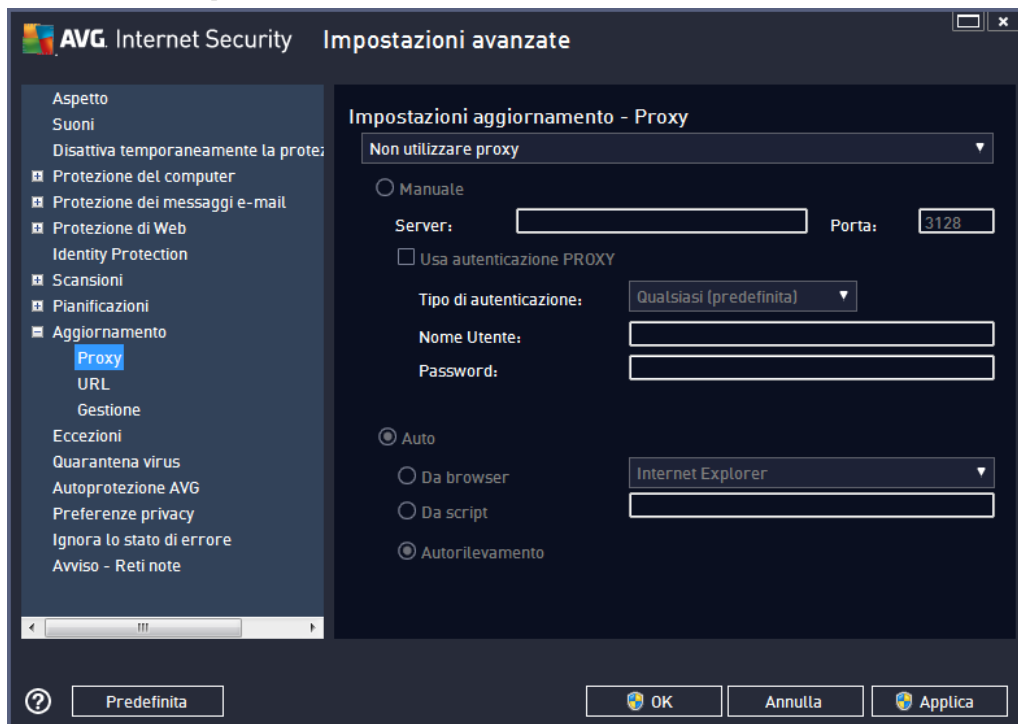 AVG. Internet Security Impostazioni avanzate
Aspetto
Suoni
Disattiva temporaneamente la prote
Protezione del computer
Protezione dei messaggi e-mail
Protezione di Web
Identity Protection
Scansioni
Pianificazioni
Aggiornamento
Proxy
URL
Gestione
Eccezioni
Quarantena virus
Autoprotezione AVG
Preferenze privacy
Ignora lo stato di errore
Avviso - Reti note
Impostazioni aggiornamento - Proxy
Non utilizzare proxy
Manuale
Server: Porta: 3128
Usa autenticazione PROXY
Tipo di autenticazione: Qualsiasi (predefinita)
Nome Utente:
Password:
Auto
Da browser Internet Explorer
Da script
Autorilevamento
? Predefinita OK Annulla Applica